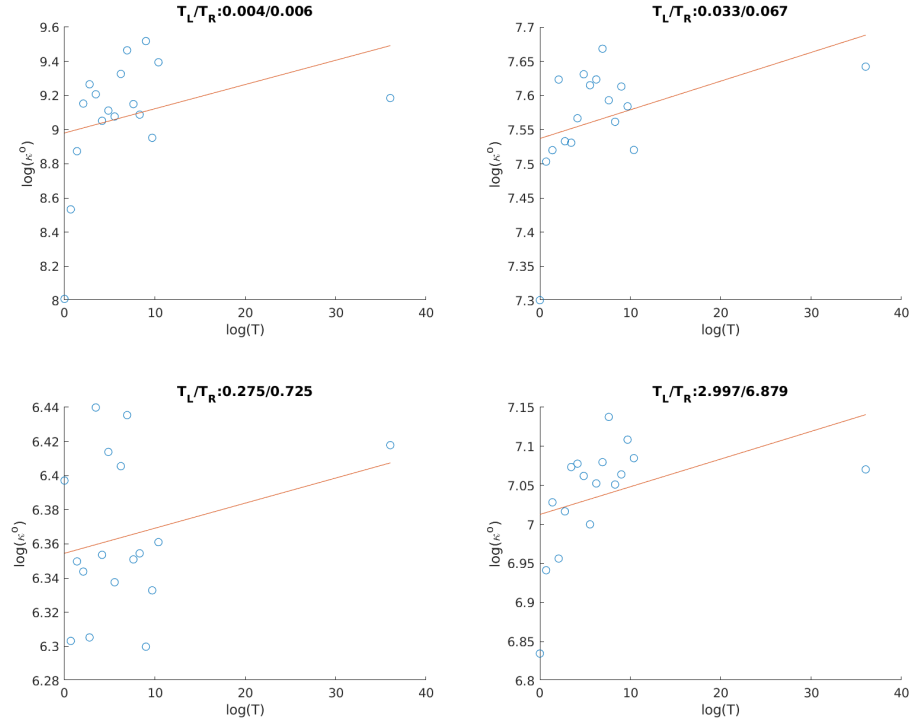 T_L/T_R:0.004/0.006
9.6
9.4
9.2
9
8.8
8.6
8.4
8.2
8
log(κ^o)
0 10 20 30 40
log(T)
T_L/T_R:0.033/0.067
7.7
7.65
7.6
7.55
7.5
7.45
7.4
7.35
7.3
log(κ^o)
0 10 20 30 40
log(T)
T_L/T_R:0.275/0.725
6.44
6.42
6.4
6.38
6.36
6.34
6.32
6.3
6.28
log(κ^o)
0 10 20 30 40
log(T)
T_L/T_R:2.997/6.879
7.15
7.1
7.05
7
6.95
6.9
6.85
6.8
log(κ^o)
0 10 20 30 40
log(T)